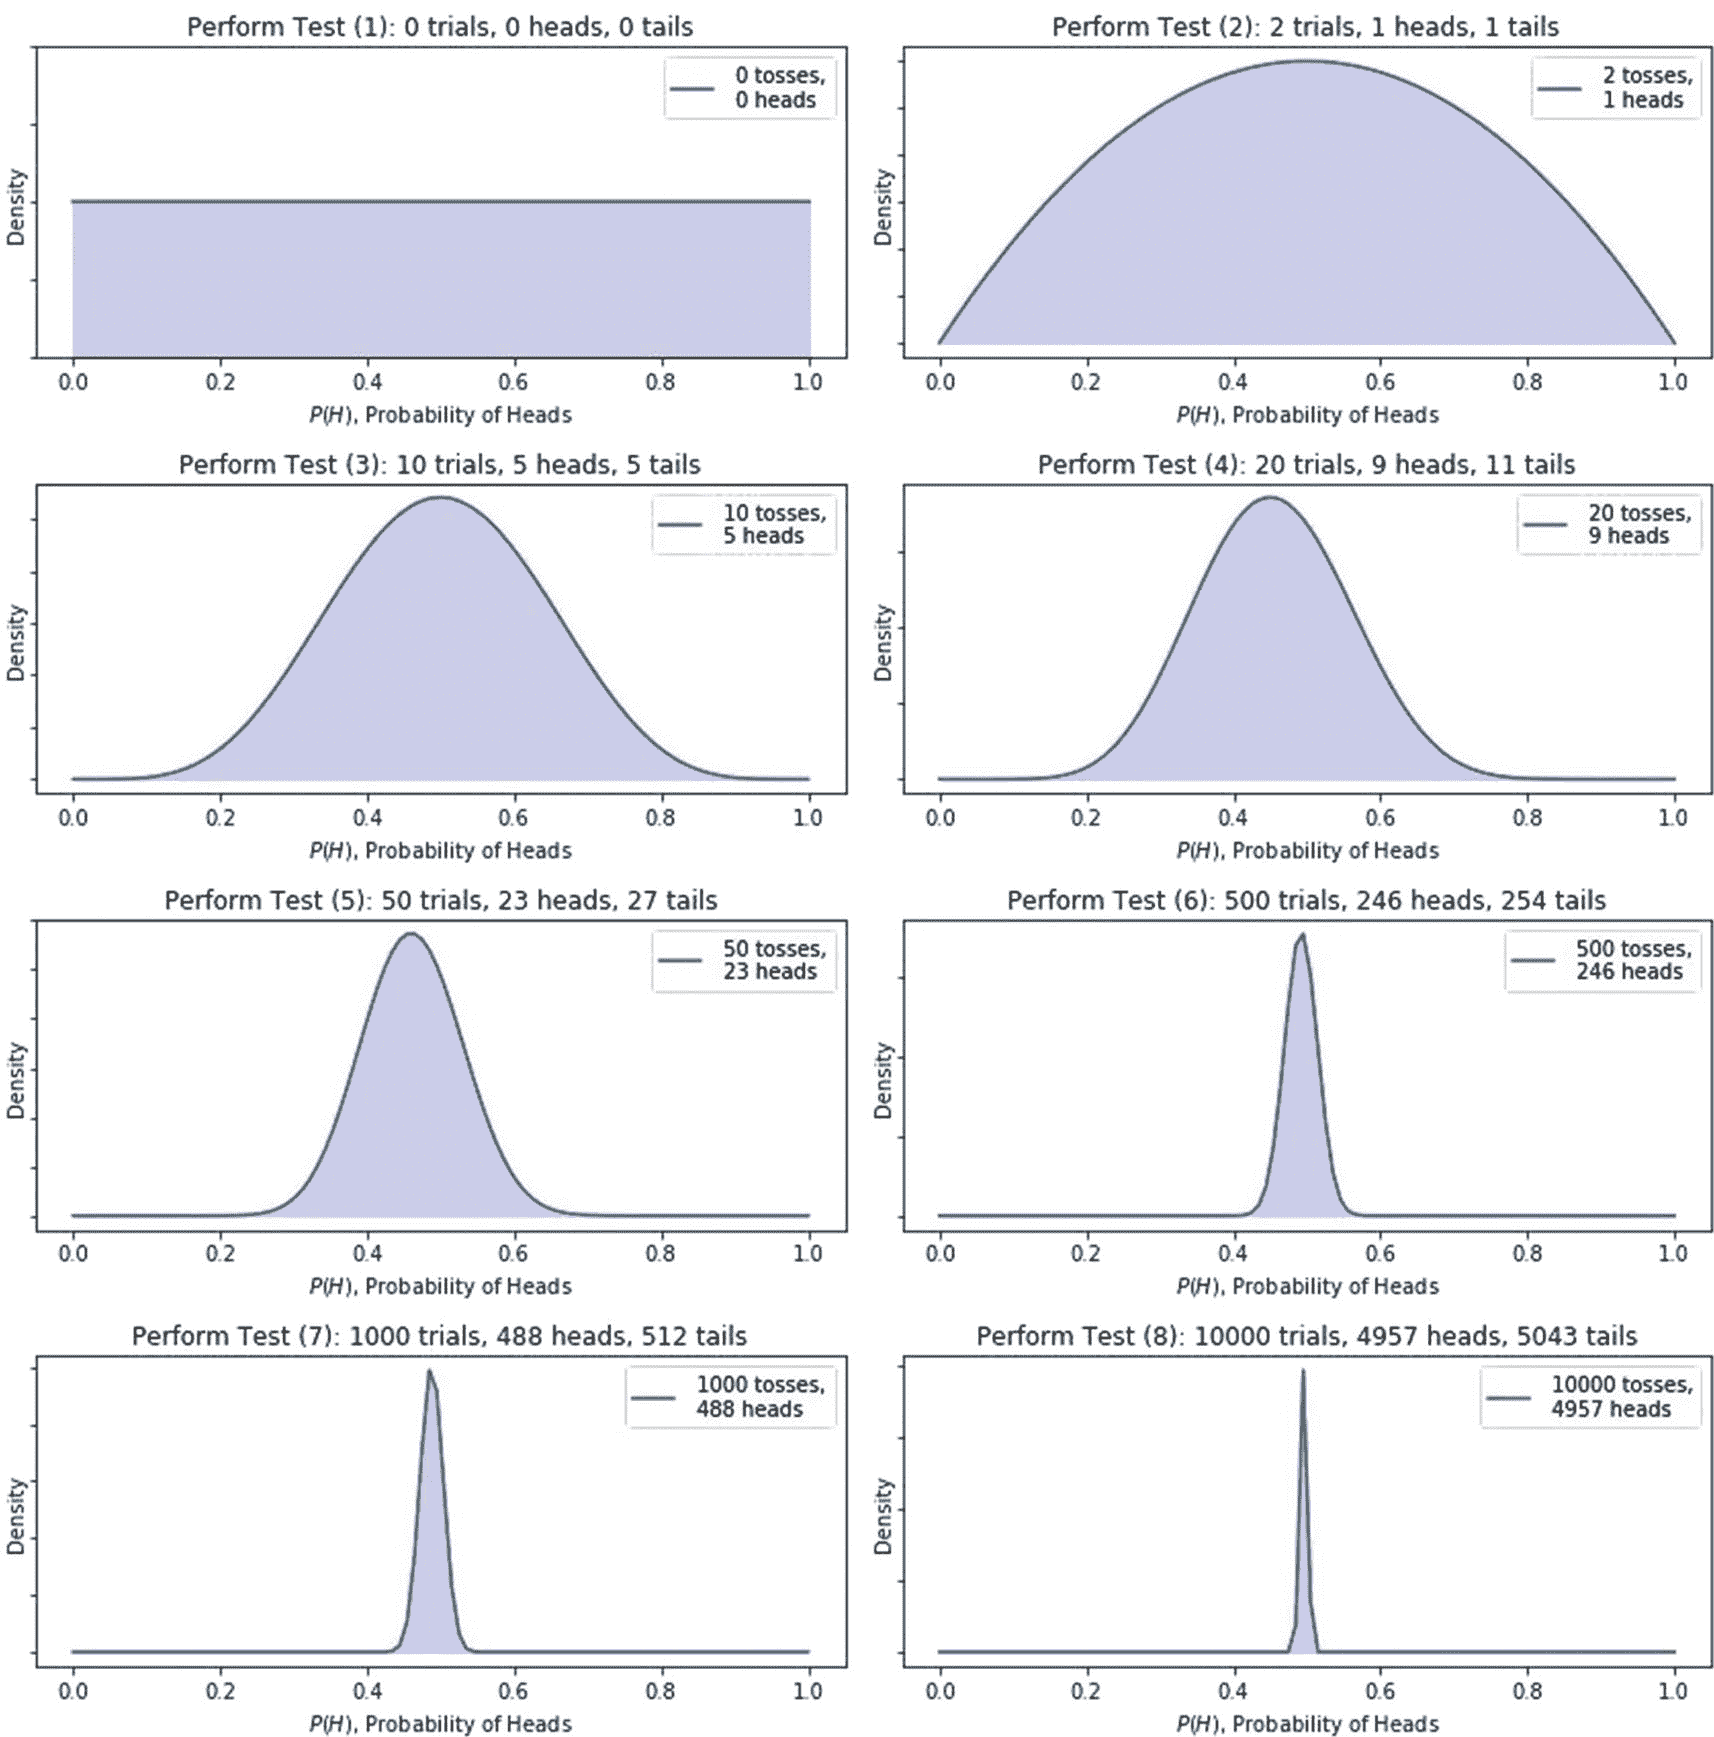 Perform Test (1): 0 trials, 0 heads, 0 tails
0 tosses,
0 heads
Density
0.0 0.2 0.4 0.6 0.8 1.0
P(H), Probability of Heads
Perform Test (2): 2 trials, 1 heads, 1 tails
2 tosses,
1 heads
Density
0.0 0.2 0.4 0.6 0.8 1.0
P(H), Probability of Heads
Perform Test (3): 10 trials, 5 heads, 5 tails
10 tosses,
5 heads
Density
0.0 0.2 0.4 0.6 0.8 1.0
P(H), Probability of Heads
Perform Test (4): 20 trials, 9 heads, 11 tails
20 tosses,
9 heads
Density
0.0 0.2 0.4 0.6 0.8 1.0
P(H), Probability of Heads
Perform Test (5): 50 trials, 23 heads, 27 tails
50 tosses,
23 heads
Density
0.0 0.2 0.4 0.6 0.8 1.0
P(H), Probability of Heads
Perform Test (6): 500 trials, 246 heads, 254 tails
500 tosses,
246 heads
Density
0.0 0.2 0.4 0.6 0.8 1.0
P(H), Probability of Heads
Perform Test (7): 1000 trials, 488 heads, 512 tails
1000 tosses,
488 heads
Density
0.0 0.2 0.4 0.6 0.8 1.0
P(H), Probability of Heads
Perform Test (8): 10000 trials, 4957 heads, 5043 tails
10000 tosses,
4957 heads
Density
0.0 0.2 0.4 0.6 0.8 1.0
P(H), Probability of Heads